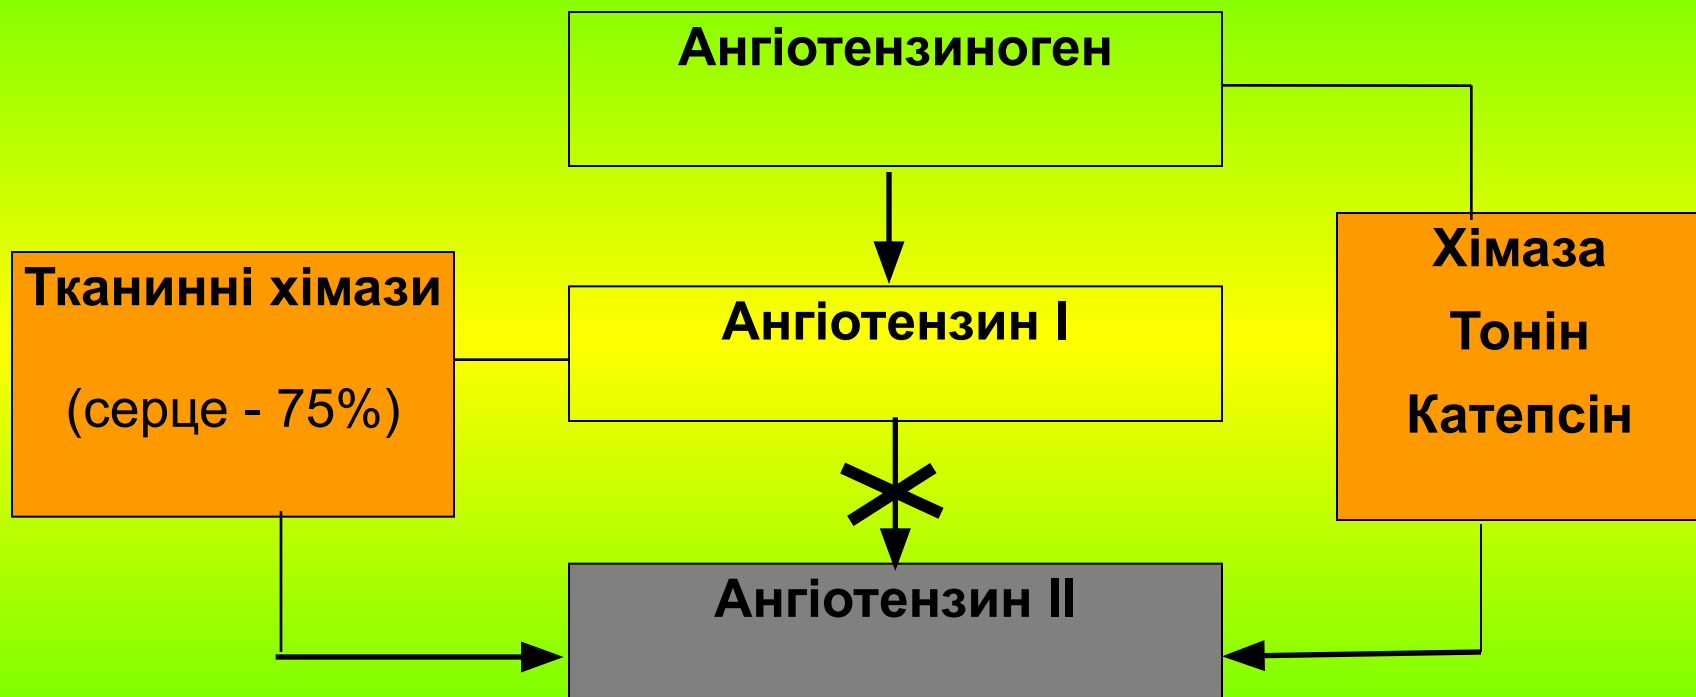 Ангіотензиноген
Тканинні хімази
(серце - 75%)
Ангіотензин I
Хімаза
Тонін
Катепсін
Ангіотензин II